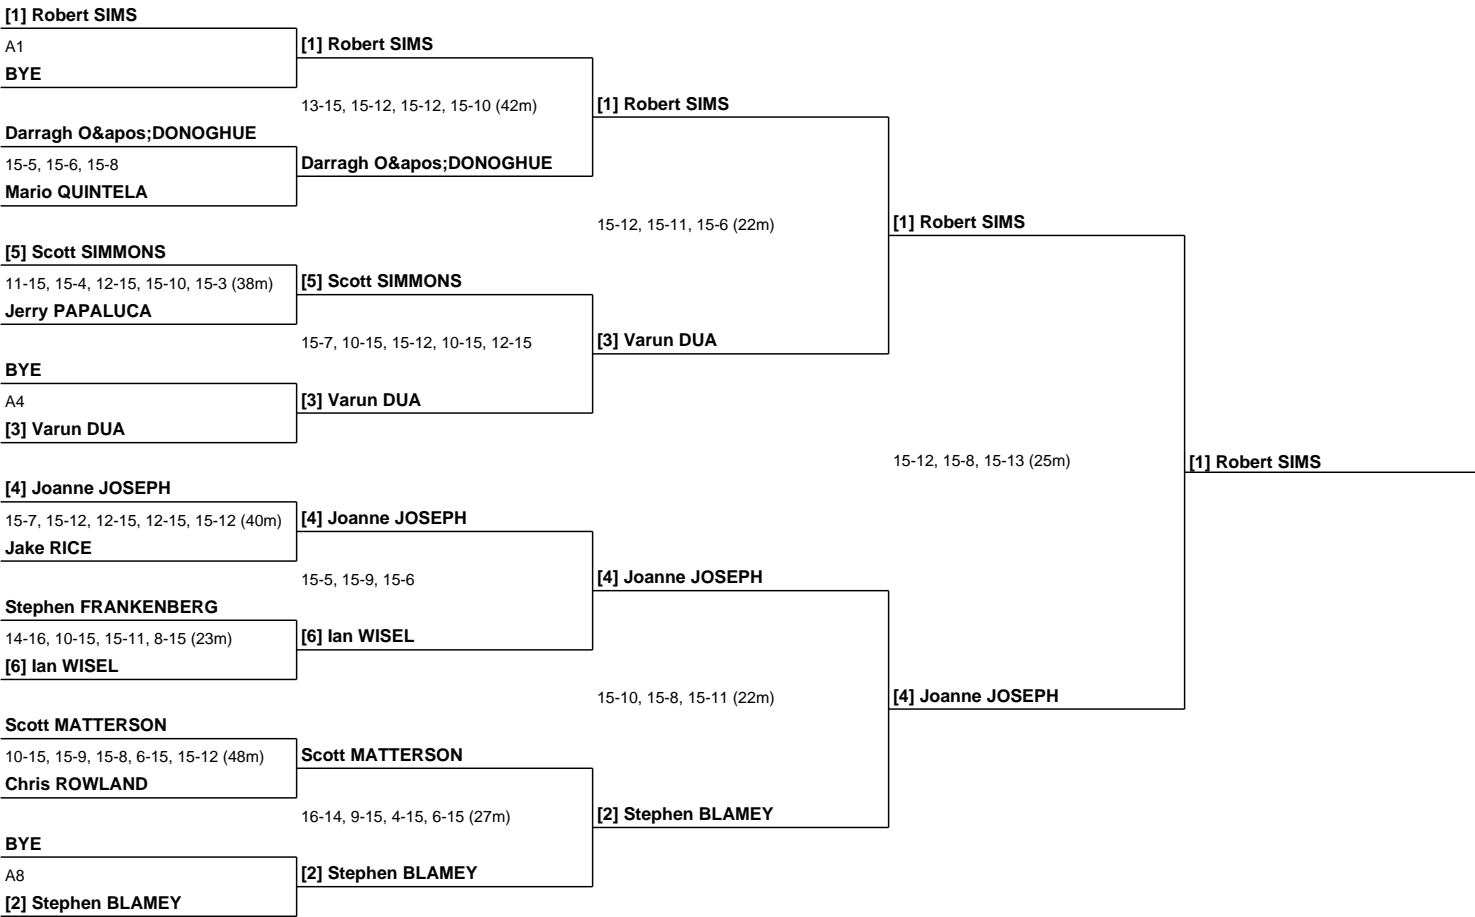 [1] Robert SIMS
A1
BYE
Darragh O&apos;DONOGHUE
15-5, 15-6, 15-8
Mario QUINTELA
[5] Scott SIMMONS
11-15, 15-4, 12-15, 15-10, 15-3 (38m)
Jerry PAPALUCA
BYE
A4
[3] Varun DUA
[4] Joanne JOSEPH
15-7, 15-12, 12-15, 12-15, 15-12 (40m)
Jake RICE
Stephen FRANKENBERG
14-16, 10-15, 15-11, 8-15 (23m)
[6] Ian WISEL
Scott MATTERSON
10-15, 15-9, 15-8, 6-15, 15-12 (48m)
Chris ROWLAND
BYE
A8
[2] Stephen BLAMEY
[1] Robert SIMS
13-15, 15-12, 15-12, 15-10 (42m)
Darragh O&apos;DONOGHUE
[5] Scott SIMMONS
15-7, 10-15, 15-12, 10-15, 12-15
[3] Varun DUA
[4] Joanne JOSEPH
15-5, 15-9, 15-6
[6] Ian WISEL
Scott MATTERSON
16-14, 9-15, 4-15, 6-15 (27m)
[2] Stephen BLAMEY
[1] Robert SIMS
15-12, 15-11, 15-6 (22m)
[3] Varun DUA
[4] Joanne JOSEPH
15-10, 15-8, 15-11 (22m)
[2] Stephen BLAMEY
[1] Robert SIMS
15-12, 15-8, 15-13 (25m)
[4] Joanne JOSEPH
[1] Robert SIMS